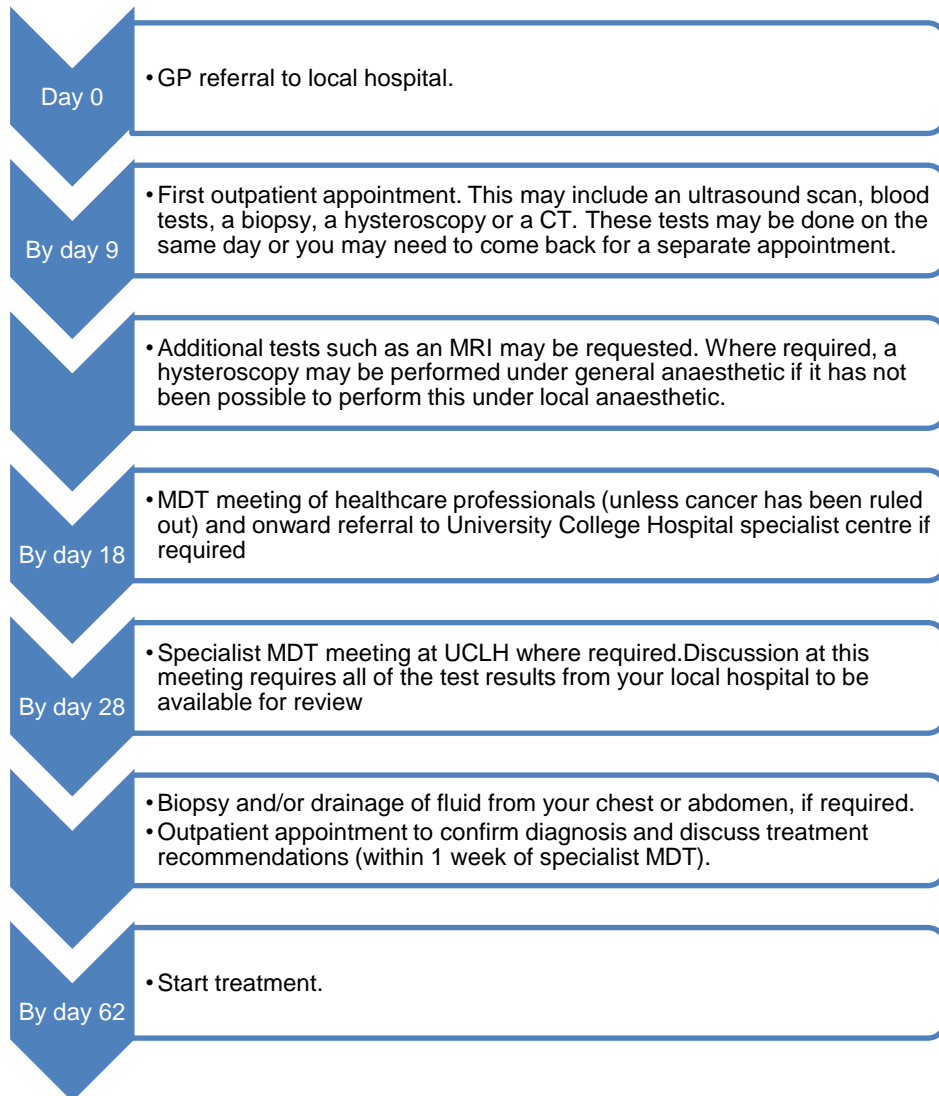 Day 0
•GP referral to local hospital.
By day 9
•First outpatient appointment. This may include an ultrasound scan, blood
tests, a biopsy, a hysteroscopy or a CT. These tests may be done on the
same day or you may need to come back for a separate appointment.
•Additional tests such as an MRI may be requested. Where required, a
hysteroscopy may be performed under general anaesthetic if it has not
been possible to perform this under local anaesthetic.
By day 18
•MDT meeting of healthcare professionals (unless cancer has been ruled
out) and onward referral to University College Hospital specialist centre if
required
By day 28
•Specialist MDT meeting at UCLH where required.Discussion at this
meeting requires all of the test results from your local hospital to be
available for review
•Biopsy and/or drainage of fluid from your chest or abdomen, if required.
•Outpatient appointment to confirm diagnosis and discuss treatment
recommendations (within 1 week of specialist MDT).
By day 62
•Start treatment.